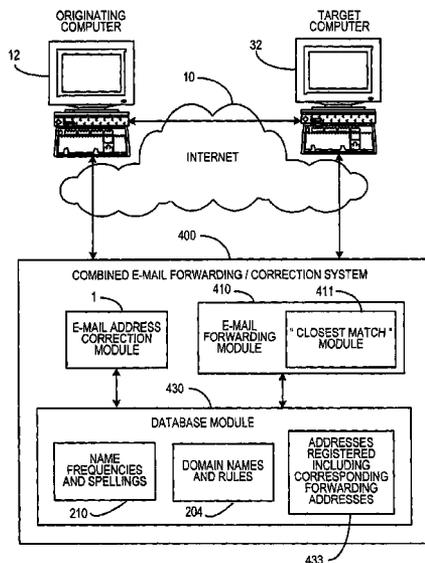 ORIGINATING
COMPUTER
TARGET
COMPUTER
12
32
10
INTERNET
400
COMBINED E-MAIL FORWARDING / CORRECTION SYSTEM
1
410
411
E-MAIL ADDRESS
CORRECTION
MODULE
E-MAIL
FORWARDING
MODULE
"CLOSEST MATCH"
MODULE
430
DATABASE MODULE
NAME
FREQUENCIES
AND SPELLINGS
DOMAIN NAMES
AND RULES
ADDRESSES
REGISTERED
INCLUDING
CORRESPONDING
FORWARDING
ADDRESSES
210
204
433